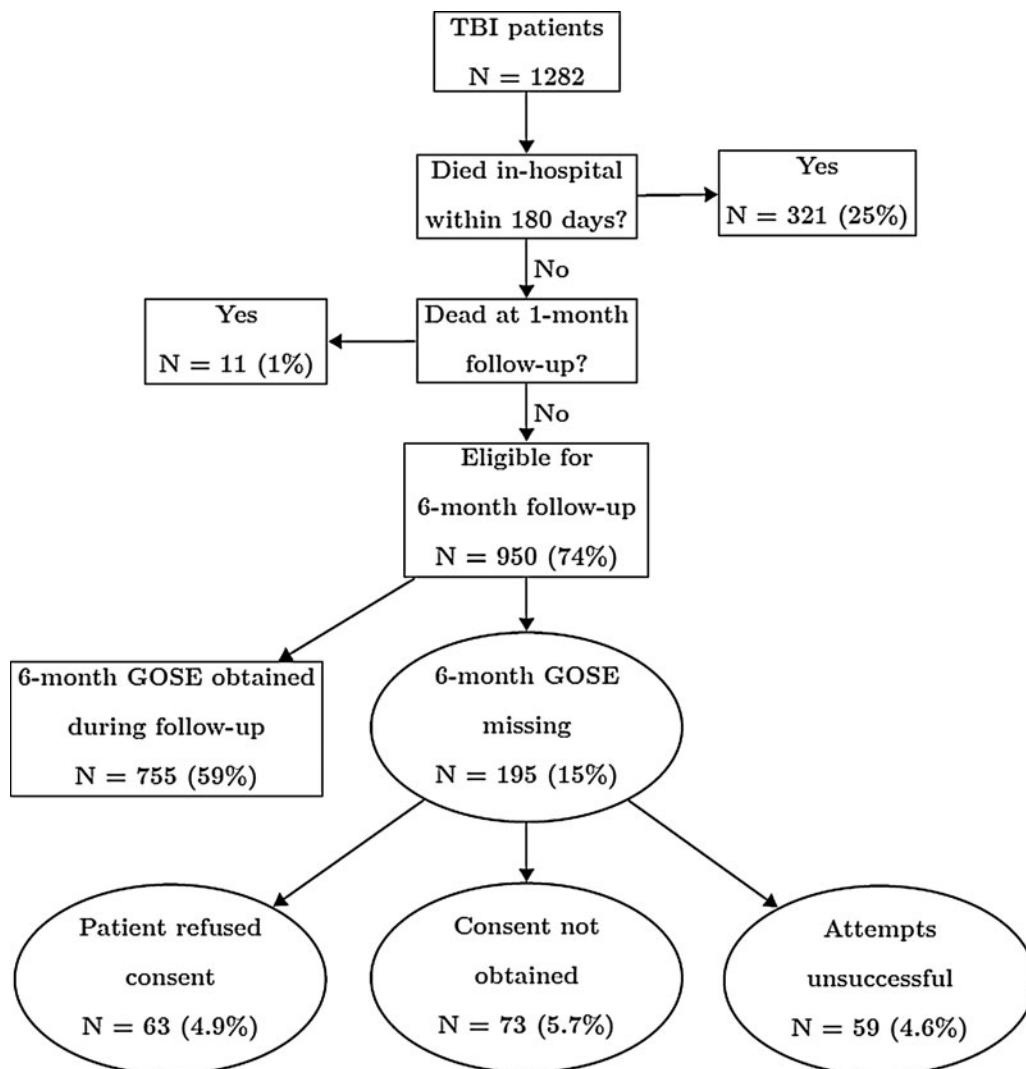 TBI patients
N = 1282
Died in-hospital
within 180 days?
Yes
N = 321 (25%)
No
Yes
N = 11 (1%)
Dead at 1-month
follow-up?
No
Eligible for
6-month follow-up
N = 950 (74%)
6-month GOSE obtained
during follow-up
N = 755 (59%)
6-month GOSE
missing
N = 195 (15%)
Patient refused
consent
N = 63 (4.9%)
Consent not
obtained
N = 73 (5.7%)
Attempts
unsuccessful
N = 59 (4.6%)